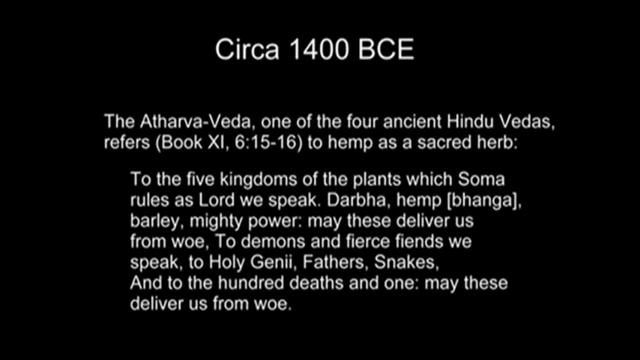 Circa 1400 BCE
The Atharva-Veda, one of the four ancient Hindu Vedas,
refers (Book XI, 6:15-16) to hemp as a sacred herb:
To the five kingdoms of the plants which Soma
rules as Lord we speak. Darbha, hemp [bhanga],
barley, mighty power: may these deliver us
from woe, To demons and fierce fiends we
speak, to Holy Genii, Fathers, Snakes,
And to the hundred deaths and one: may these
deliver us from woe.